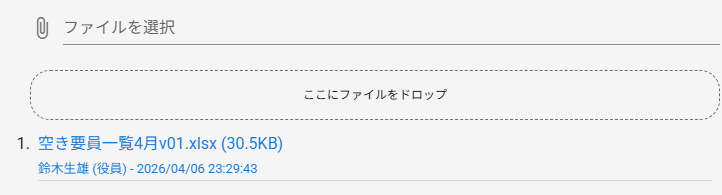 ファイルを選択
ここにファイルをドロップ
1. 空き要員一覧4月v01.xlsx (30.5KB)
鈴木生雄 (役員) - 2026/04/06 23:29:43